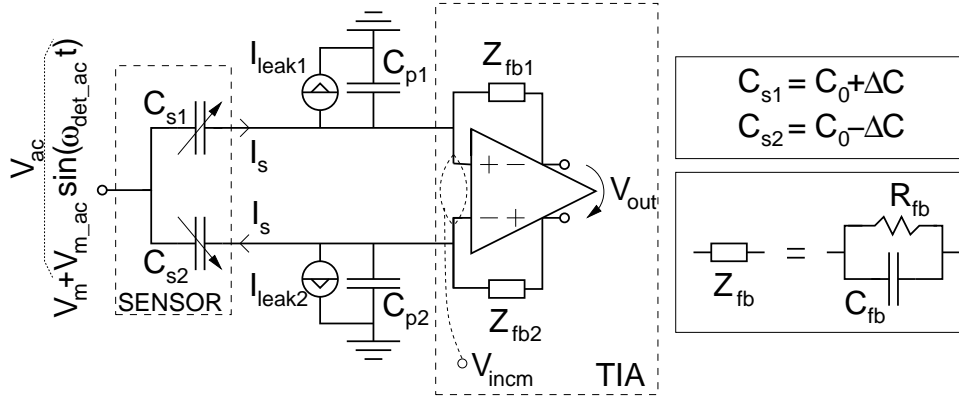 V_ac
V_m+V_m_ac sin(ω_det_ac t)
C_s1
I_s
I_leak1
C_p1
Z_fb1
+ −
− +
V_out
I_s
C_s2
SENSOR
I_leak2
C_p2
Z_fb2
V_incm
TIA
C_s1 = C_0+ΔC
C_s2 = C_0−ΔC
Z_fb
=
R_fb
C_fb